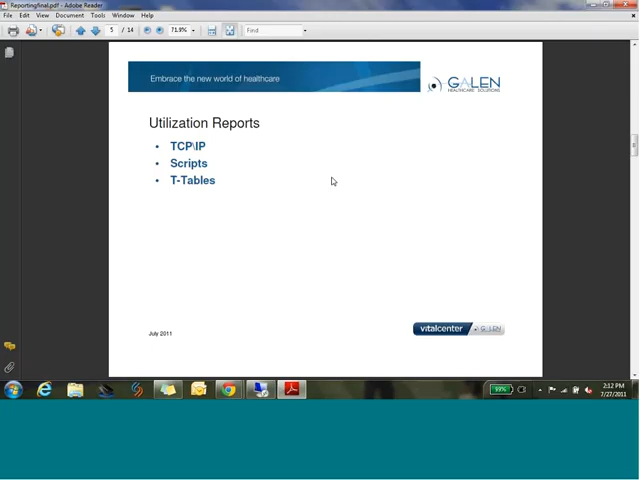 Reportingfinal.pdf - Adobe Reader
File Edit View Document Tools Window Help
5 / 14 71.9% Find
Embrace the new world of healthcare
GALEN
HEALTHCARE SOLUTIONS
Utilization Reports
• TCP\IP
• Scripts
• T-Tables
July 2011
vitalcenter GALEN
99%
2:12 PM
7/27/2011